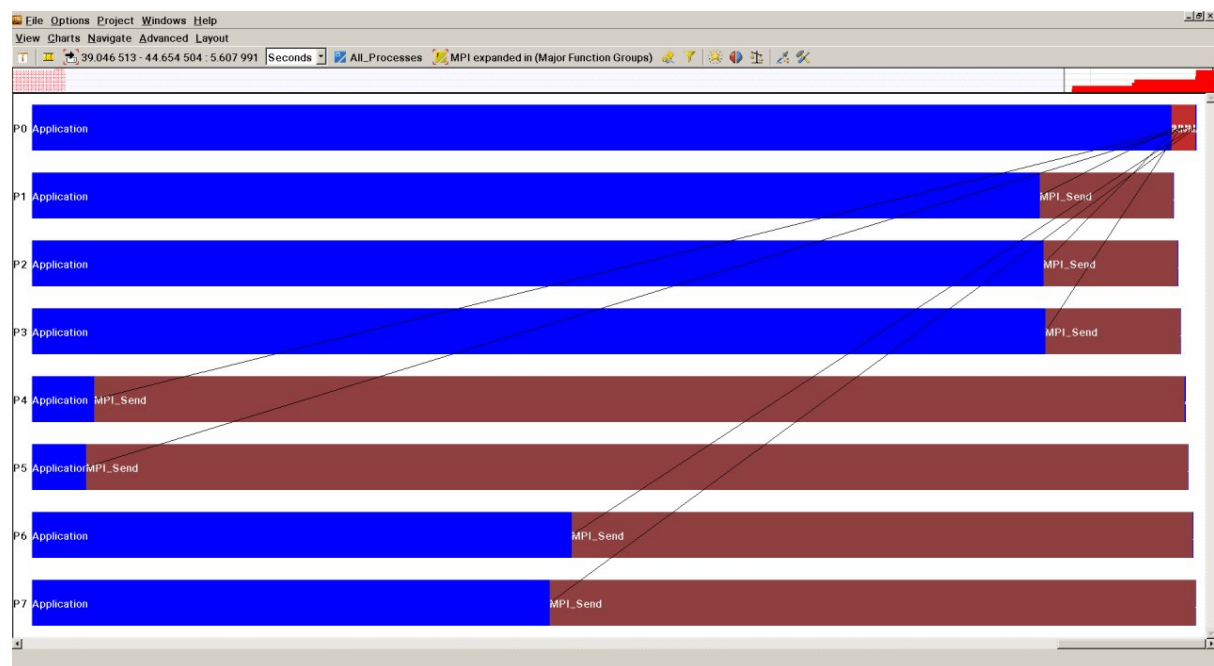 File Options Project Windows Help
View Charts Navigate Advanced Layout
39.046 513 - 44.654 504 : 5.607 991 Seconds All_Processes MPI expanded in (Major Function Groups)
P0 Application
P1 Application MPI_Send
P2 Application MPI_Send
P3 Application MPI_Send
P4 Application MPI_Send
P5 Application MPI_Send
P6 Application MPI_Send
P7 Application MPI_Send